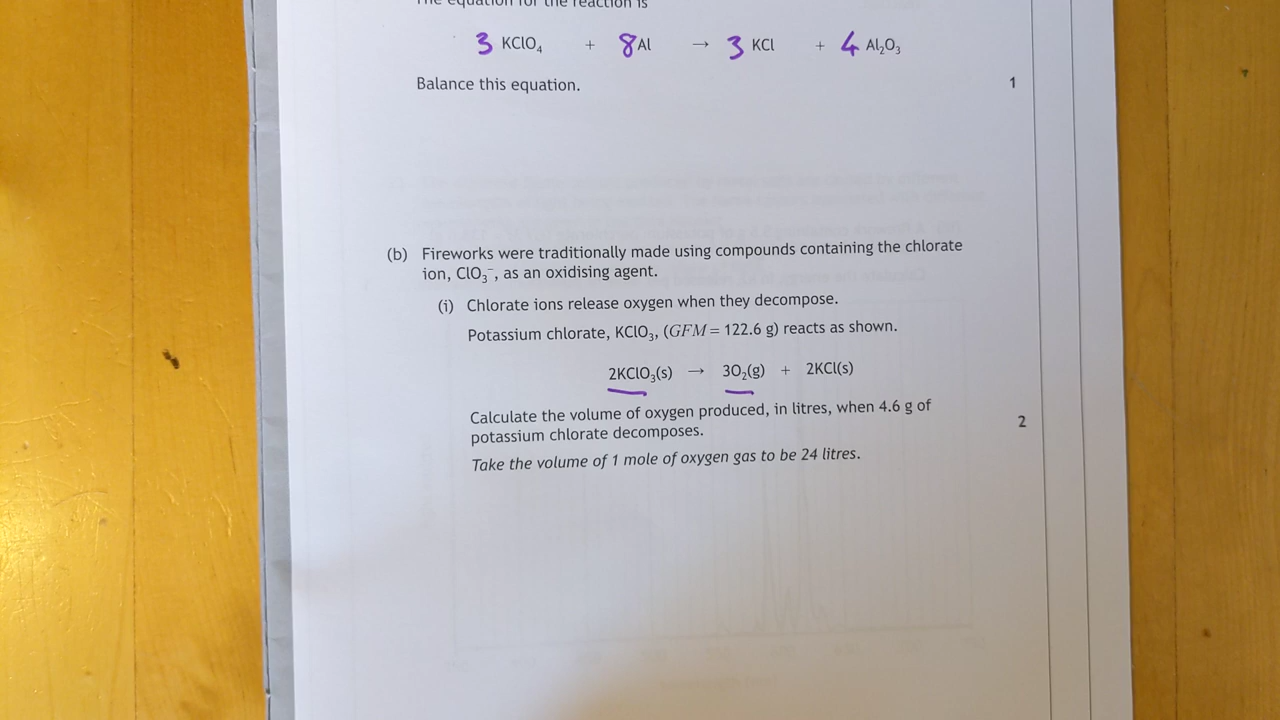 The equation for the reaction is
3 KClO₄ + 8 Al → 3 KCl + 4 Al₂O₃
Balance this equation. 1
(b) Fireworks were traditionally made using compounds containing the chlorate
ion, ClO₃⁻, as an oxidising agent.
(i) Chlorate ions release oxygen when they decompose.
Potassium chlorate, KClO₃, (GFM = 122.6 g) reacts as shown.
2KClO₃(s) → 3O₂(g) + 2KCl(s)
Calculate the volume of oxygen produced, in litres, when 4.6 g of
potassium chlorate decomposes. 2
Take the volume of 1 mole of oxygen gas to be 24 litres.